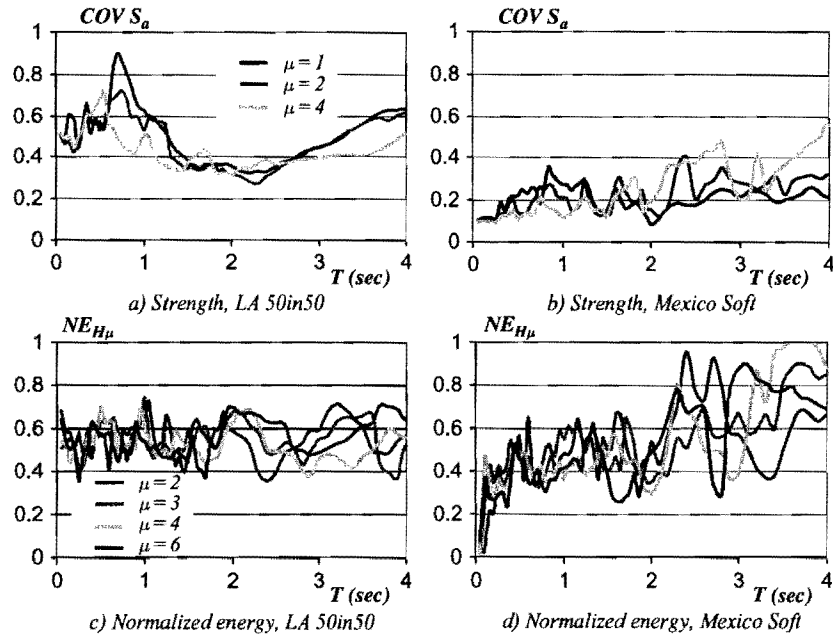 COV Sa
1
0.8
0.6
0.4
0.2
0
μ = 1
μ = 2
μ = 4
0 1 2 3 4
T (sec)
a) Strength, LA 50in50
COV Sa
1
0.8
0.6
0.4
0.2
0
0 1 2 3 4
T (sec)
b) Strength, Mexico Soft
NEHμ
1
0.8
0.6
0.4
0.2
0
μ = 2
μ = 3
μ = 4
μ = 6
0 1 2 3 4
T (sec)
c) Normalized energy, LA 50in50
NEHμ
1
0.8
0.6
0.4
0.2
0
0 1 2 3 4
T (sec)
d) Normalized energy, Mexico Soft